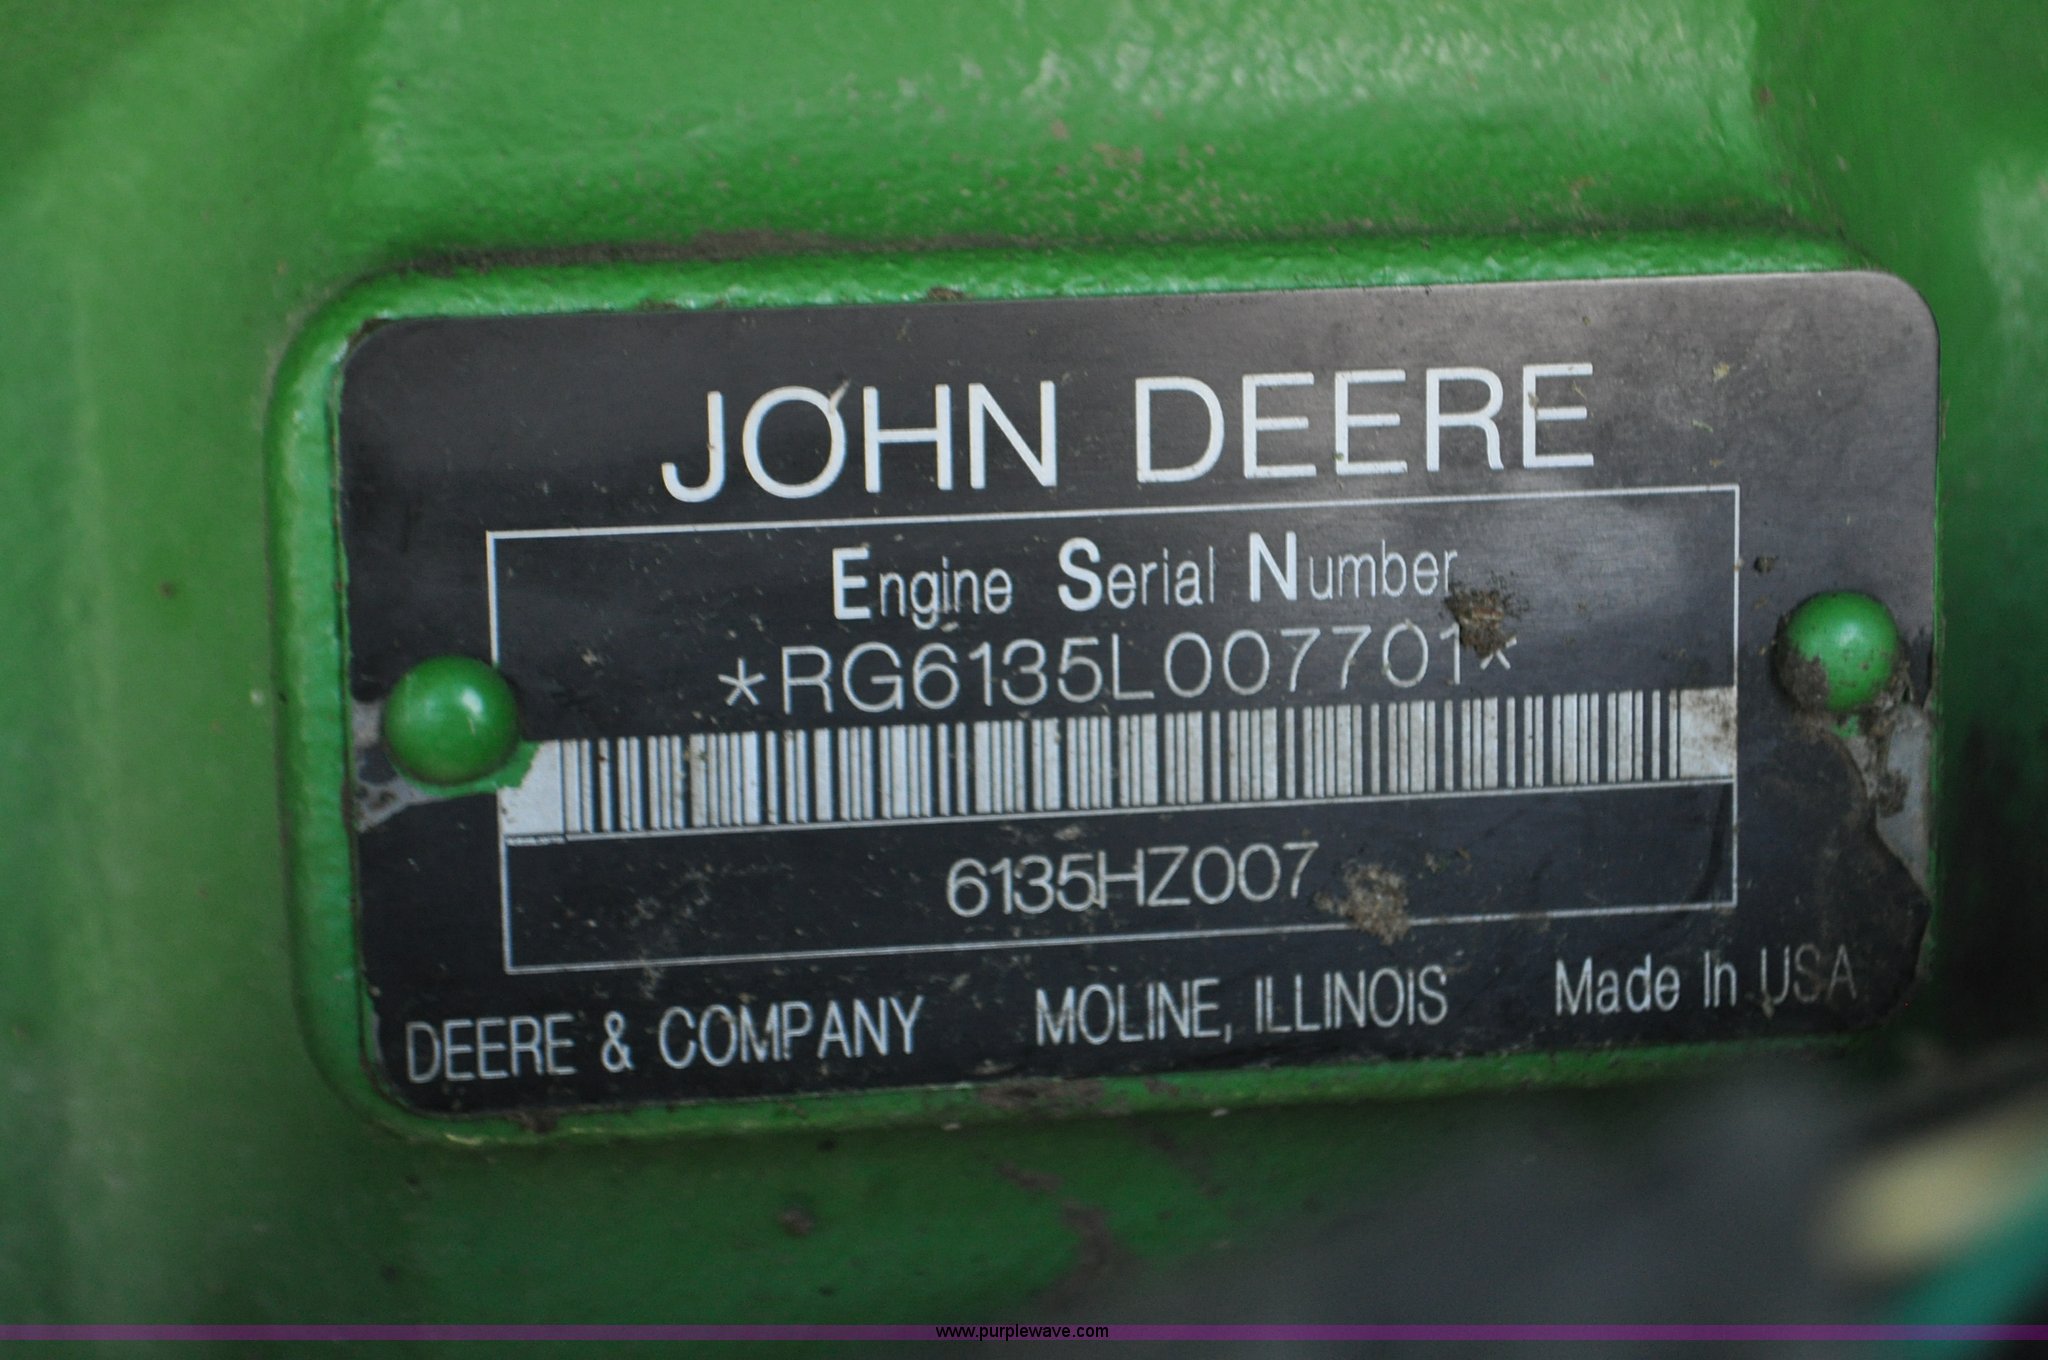 JOHN DEERE
Engine Serial Number
*RG6135L007701*
6135HZ007
DEERE & COMPANY MOLINE, ILLINOIS Made In USA
www.purplewave.com